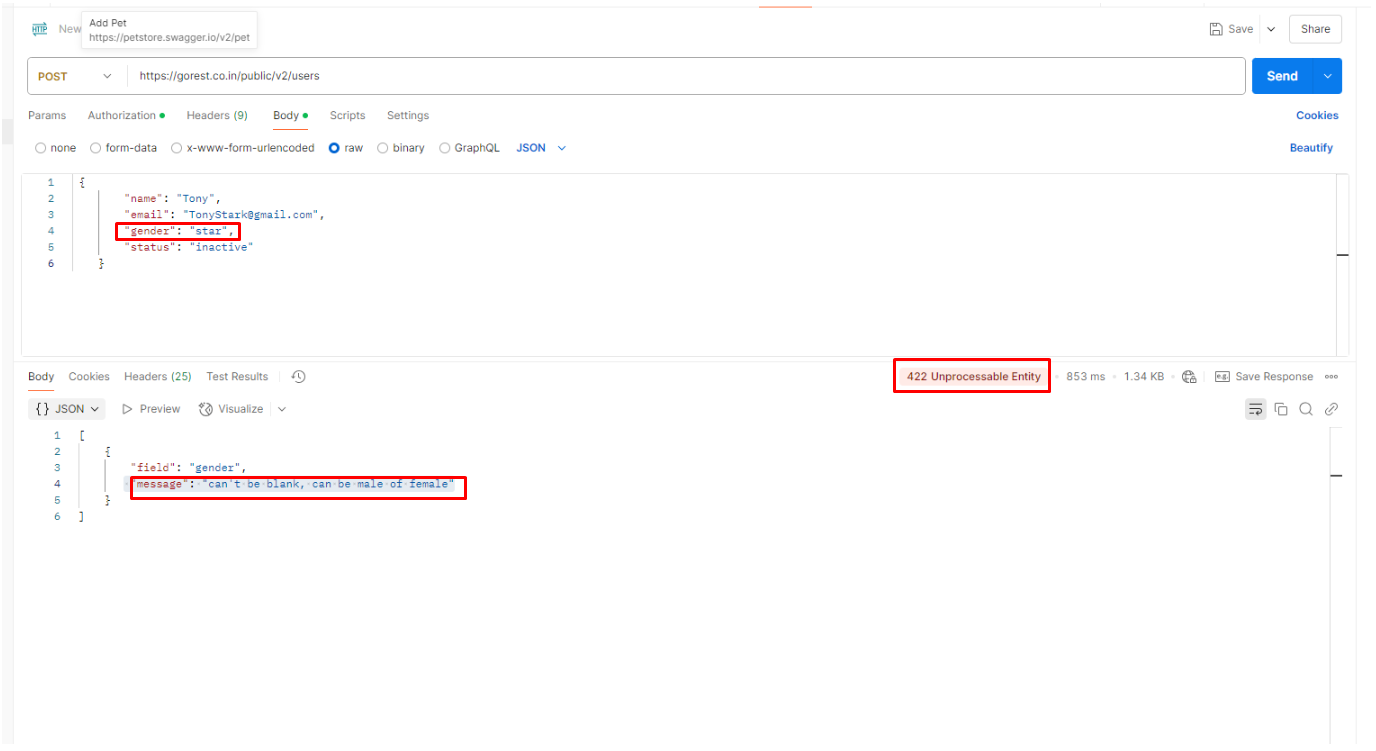 Add Pet
New
https://petstore.swagger.io/v2/pet
Save
Share
POST
https://gorest.co.in/public/v2/users
Send
Params Authorization Headers (9) Body Scripts Settings
Cookies
none form-data x-www-form-urlencoded raw binary GraphQL JSON
Beautify
1 {
2 "name": "Tony",
3 "email": "TonyStark@gmail.com",
4 "gender": "star",
5 "status": "inactive"
6 }
Body Cookies Headers (25) Test Results
422 Unprocessable Entity 853 ms 1.34 KB e.g. Save Response
{} JSON Preview Visualize
1 [
2 {
3 "field": "gender",
4 "message": "can't be blank, can be male of female"
5 }
6 ]